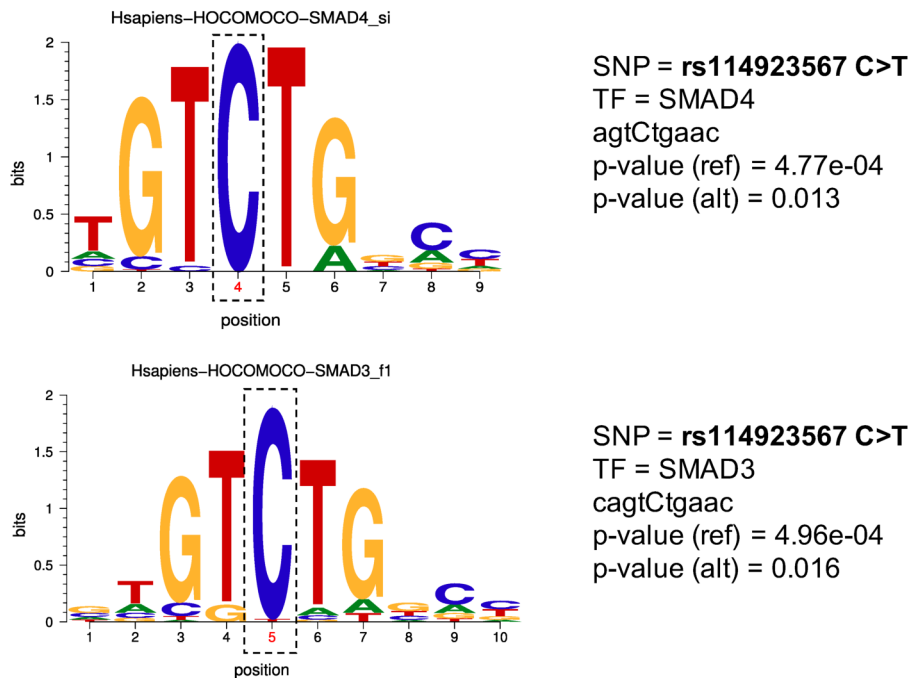 Hsapiens-HOCOMOCO-SMAD4_si
2
1.5
1
0.5
0
bits
1 2 3 4 5 6 7 8 9
position
SNP = rs114923567 C>T
TF = SMAD4
agtCtgaac
p-value (ref) = 4.77e-04
p-value (alt) = 0.013
Hsapiens-HOCOMOCO-SMAD3_f1
2
1.5
1
0.5
0
bits
1 2 3 4 5 6 7 8 9 10
position
SNP = rs114923567 C>T
TF = SMAD3
cagtCtgaac
p-value (ref) = 4.96e-04
p-value (alt) = 0.016